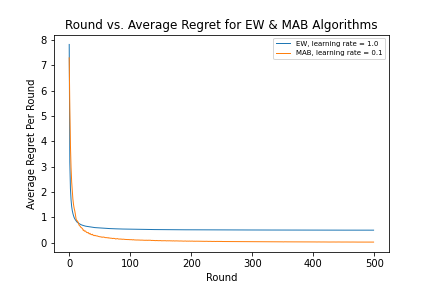 Round vs. Average Regret for EW & MAB Algorithms
EW, learning rate = 1.0
MAB, learning rate = 0.1
Average Regret Per Round
8
7
6
5
4
3
2
1
0
0 100 200 300 400 500
Round